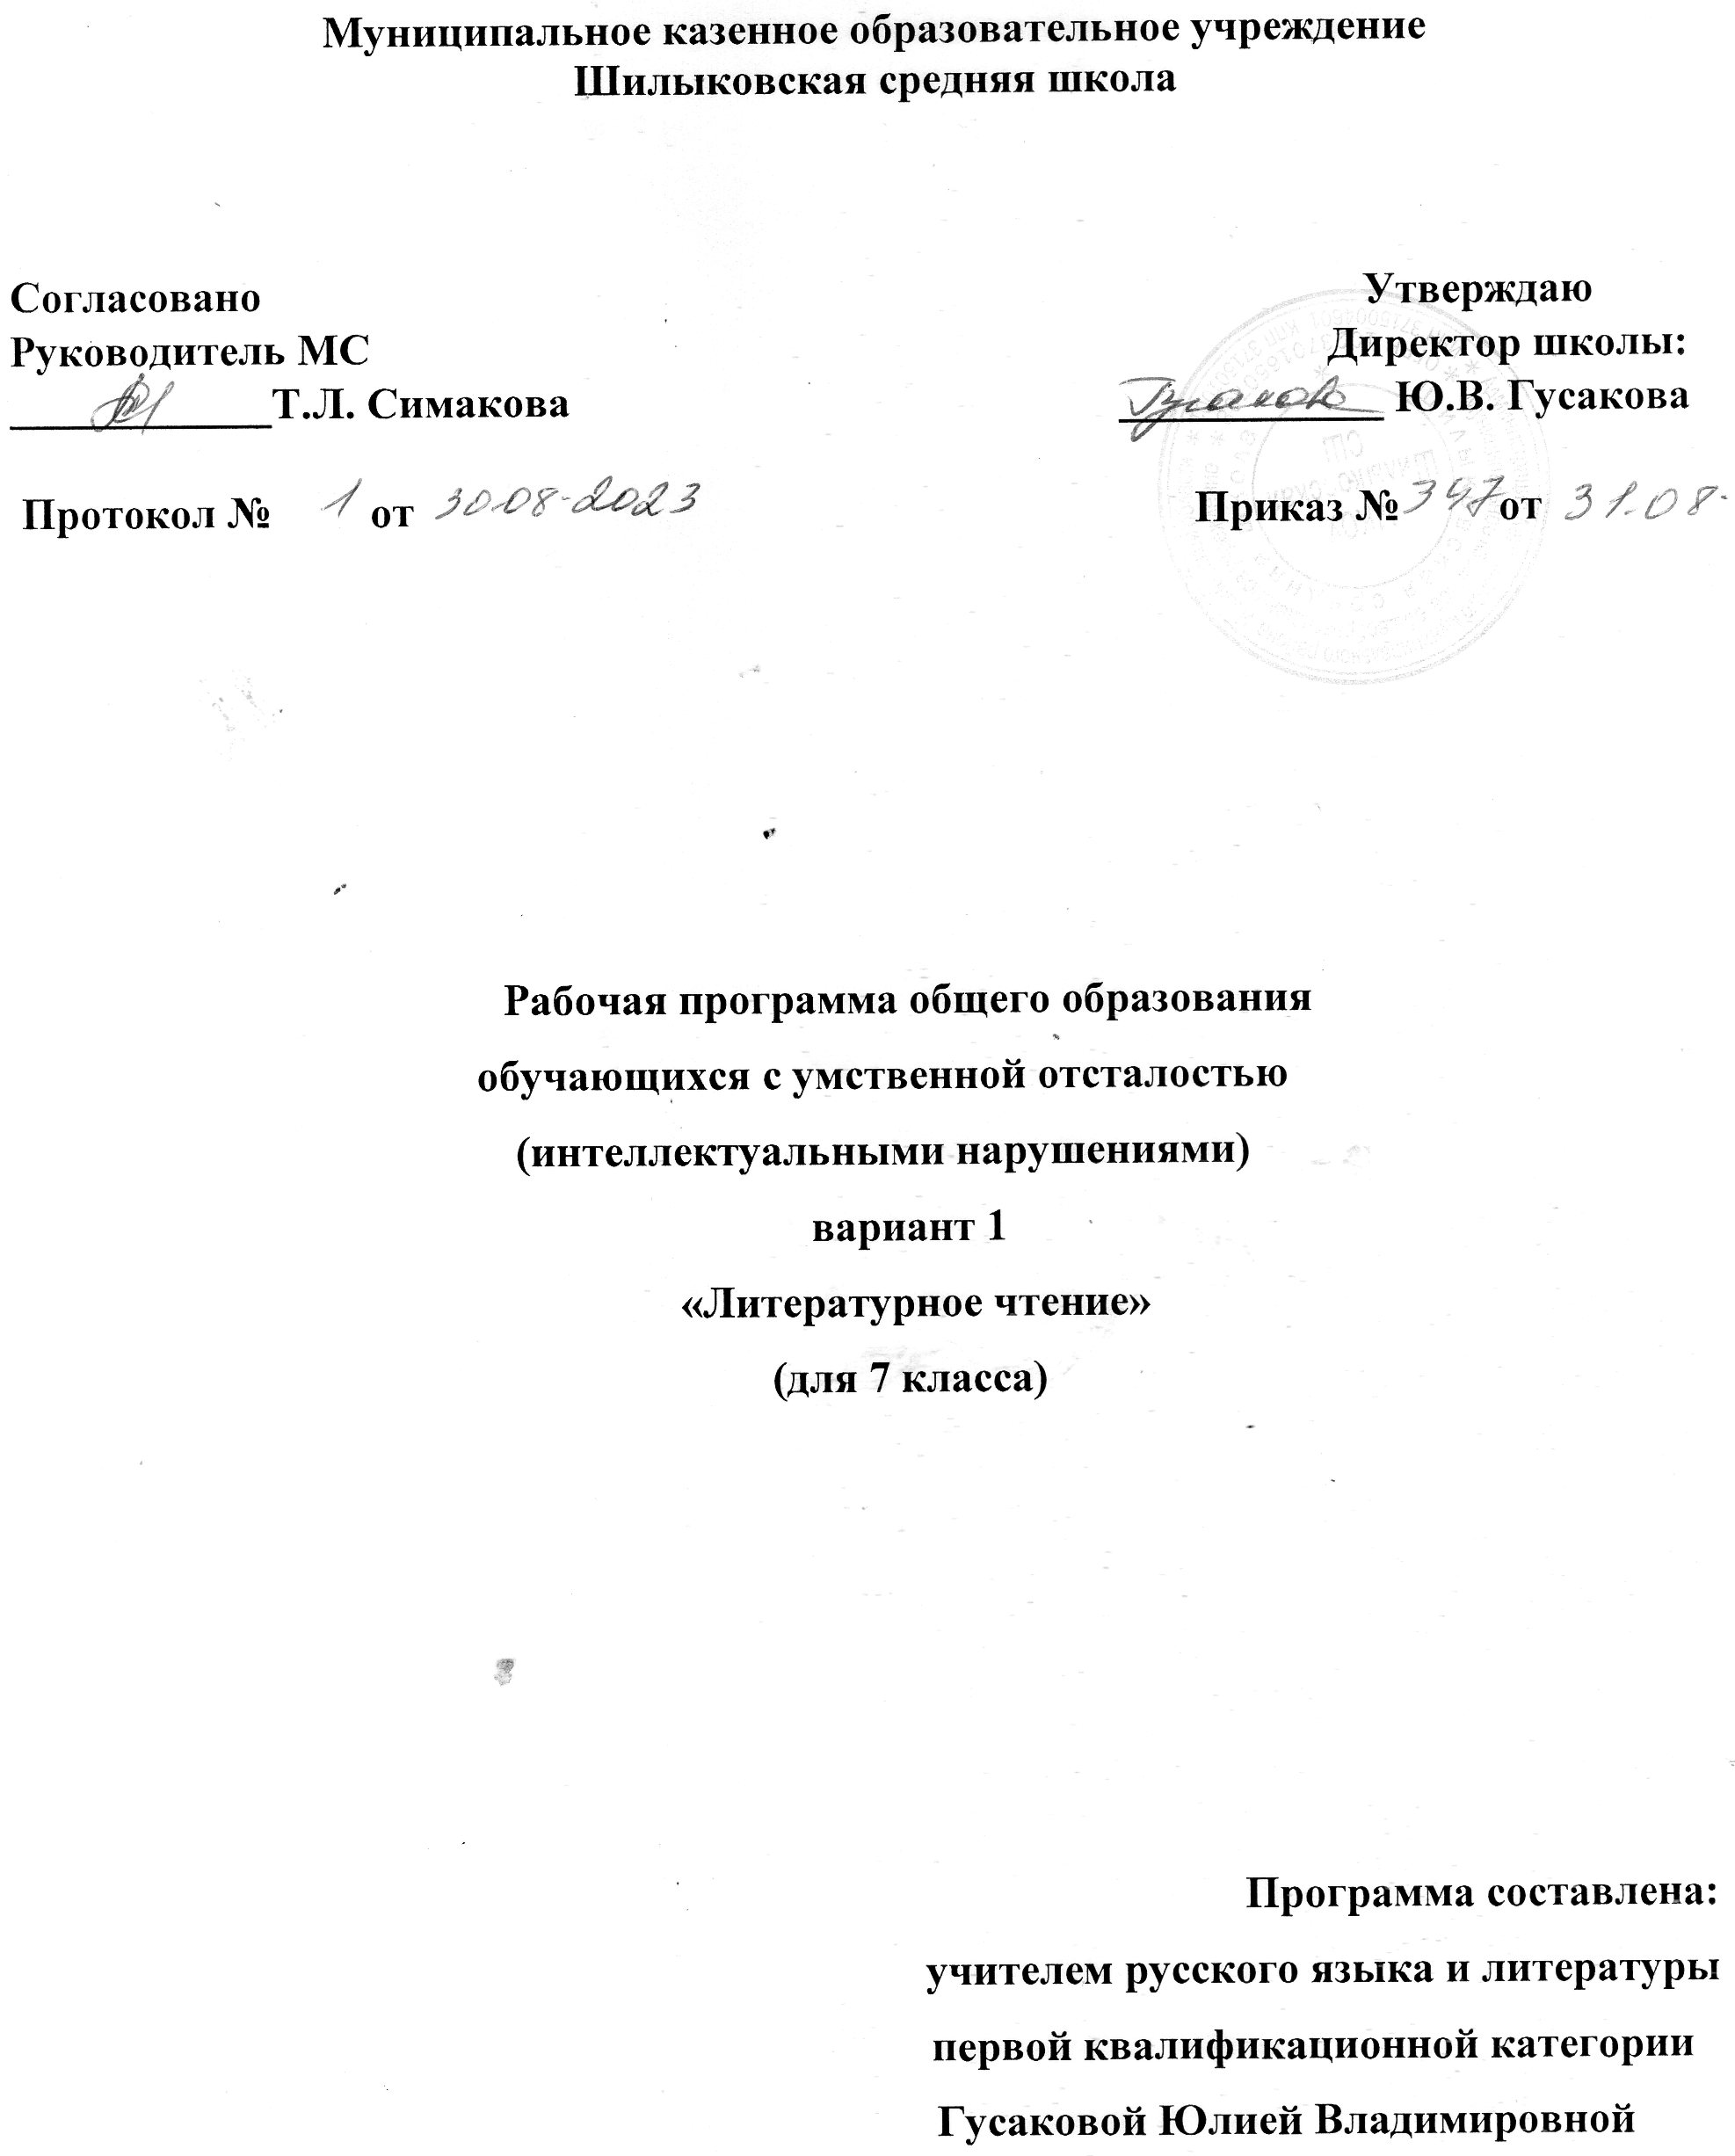 Муниципальное казенное образовательное учреждение
Шилыковская средняя школа
Согласовано
Руководитель МС
Т.Л. Симакова
Протокол № 1 от 30.08.2023
Утверждаю
Директор школы:
Гусакова Ю.В. Гусакова
Приказ № 347 от 31.08.
Рабочая программа общего образования
обучающихся с умственной отсталостью
(интеллектуальными нарушениями)
вариант 1
«Литературное чтение»
(для 7 класса)
Программа составлена:
учителем русского языка и литературы
первой квалификационной категории
Гусаковой Юлией Владимировной